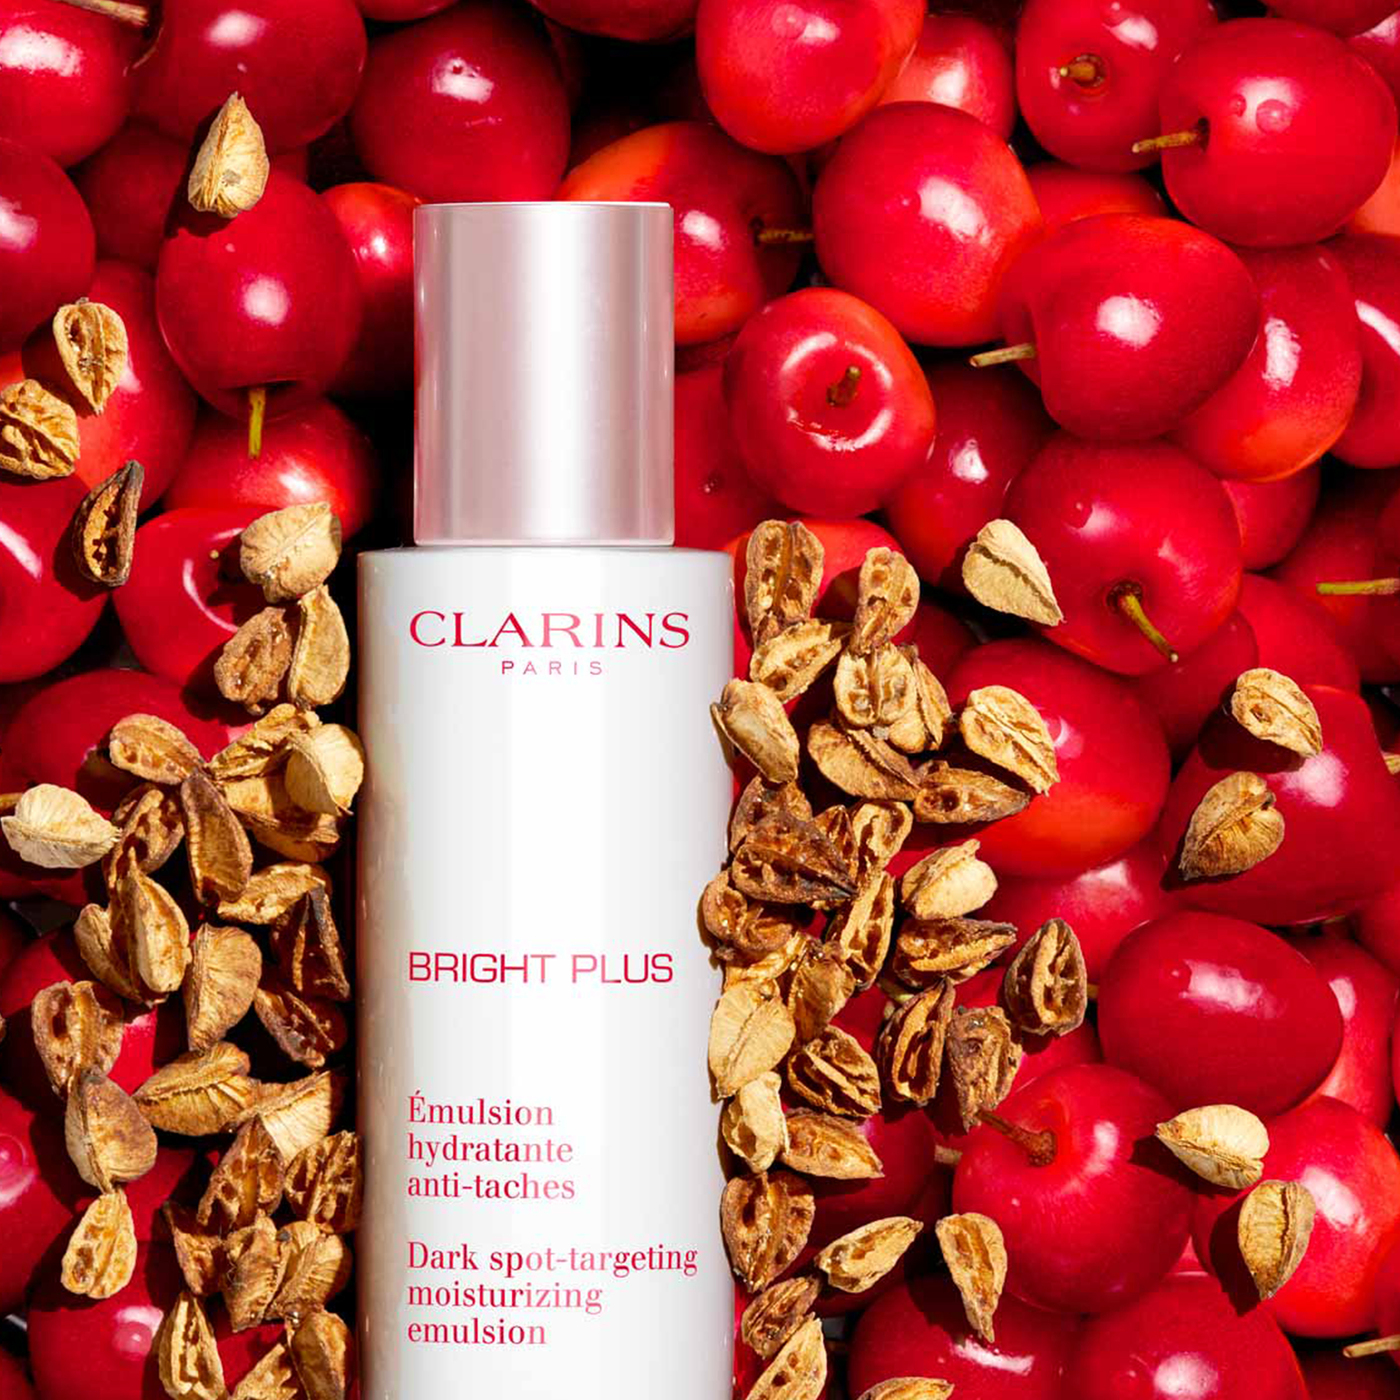 CLARINS
PARIS
BRIGHT PLUS
Émulsion
hydratante
anti-taches
Dark spot-targeting
moisturizing
emulsion